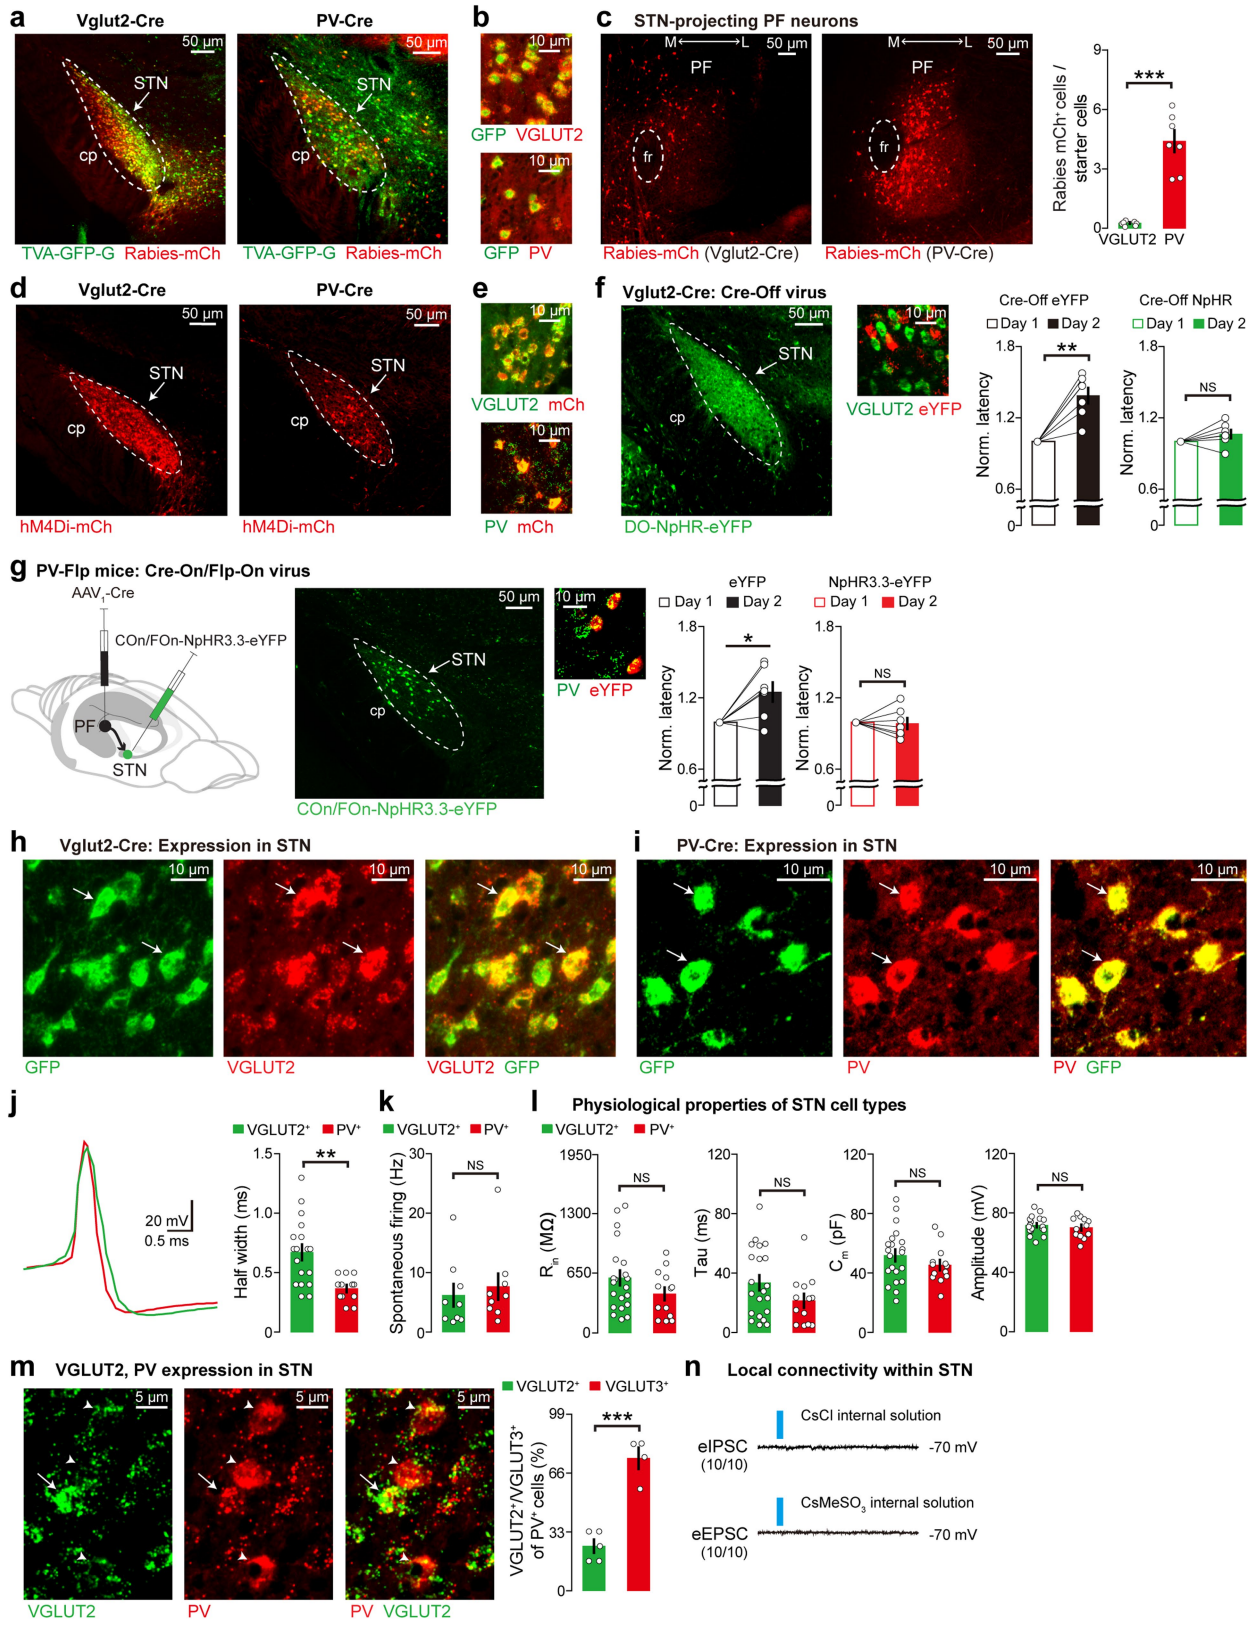 a
Vglut2-Cre
PV-Cre
50 µm
STN
cp
TVA-GFP-G Rabies-mCh
50 µm
STN
cp
TVA-GFP-G Rabies-mCh
b
10 µm
GFP VGLUT2
10 µm
GFP PV
c
STN-projecting PF neurons
M L
50 µm
PF
fr
Rabies-mCh (Vglut2-Cre)
M L
50 µm
PF
fr
Rabies-mCh (PV-Cre)
Rabies mCh⁺ cells /
starter cells
9
6
3
0
***
VGLUT2 PV
d
Vglut2-Cre
PV-Cre
50 µm
STN
cp
hM4Di-mCh
50 µm
STN
cp
hM4Di-mCh
e
10 µm
VGLUT2 mCh
10 µm
PV mCh
f
Vglut2-Cre: Cre-Off virus
50 µm
STN
cp
DO-NpHR-eYFP
10 µm
VGLUT2 eYFP
Cre-Off eYFP
Day 1 Day 2
Norm. latency
1.8
1.2
0.6
0
**
Cre-Off NpHR
Day 1 Day 2
Norm. latency
1.8
1.2
0.6
0
NS
g
PV-Flp mice: Cre-On/Flp-On virus
AAV₁-Cre
COn/FOn-NpHR3.3-eYFP
PF
STN
50 µm
STN
cp
COn/FOn-NpHR3.3-eYFP
10 µm
PV eYFP
eYFP
Day 1 Day 2
Norm. latency
1.8
1.2
0.6
0
*
NpHR3.3-eYFP
Day 1 Day 2
Norm. latency
1.8
1.2
0.6
0
NS
h
Vglut2-Cre: Expression in STN
10 µm
GFP
10 µm
VGLUT2
10 µm
VGLUT2 GFP
i
PV-Cre: Expression in STN
10 µm
GFP
10 µm
PV
10 µm
PV GFP
j
20 mV
0.5 ms
VGLUT2⁺ PV⁺
Half width (ms)
1.5
1.0
0.5
0
**
k
VGLUT2⁺ PV⁺
Spontaneous firing (Hz)
30
20
10
0
NS
l
Physiological properties of STN cell types
VGLUT2⁺ PV⁺
Rᵢₙ (MΩ)
1950
1300
650
0
NS
Tau (ms)
120
80
40
0
NS
Cₘ (pF)
120
80
40
0
NS
Amplitude (mV)
120
80
40
0
NS
m
VGLUT2, PV expression in STN
5 µm
VGLUT2
5 µm
PV
5 µm
PV VGLUT2
VGLUT2⁺ VGLUT3⁺
VGLUT2⁺/VGLUT3⁺
of PV⁺ cells (%)
99
66
33
0
***
n
Local connectivity within STN
CsCl internal solution
eIPSC
(10/10)
-70 mV
CsMeSO₃ internal solution
eEPSC
(10/10)
-70 mV